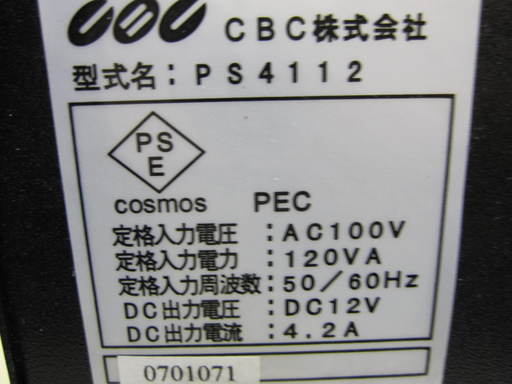 CBC CBC株式会社
型式名:PS4112
PS
E
cosmos PEC
定格入力電圧:AC100V
定格入力電力:120VA
定格入力周波数:50/60Hz
DC出力電圧:DC12V
DC出力電流:4.2A
0701071